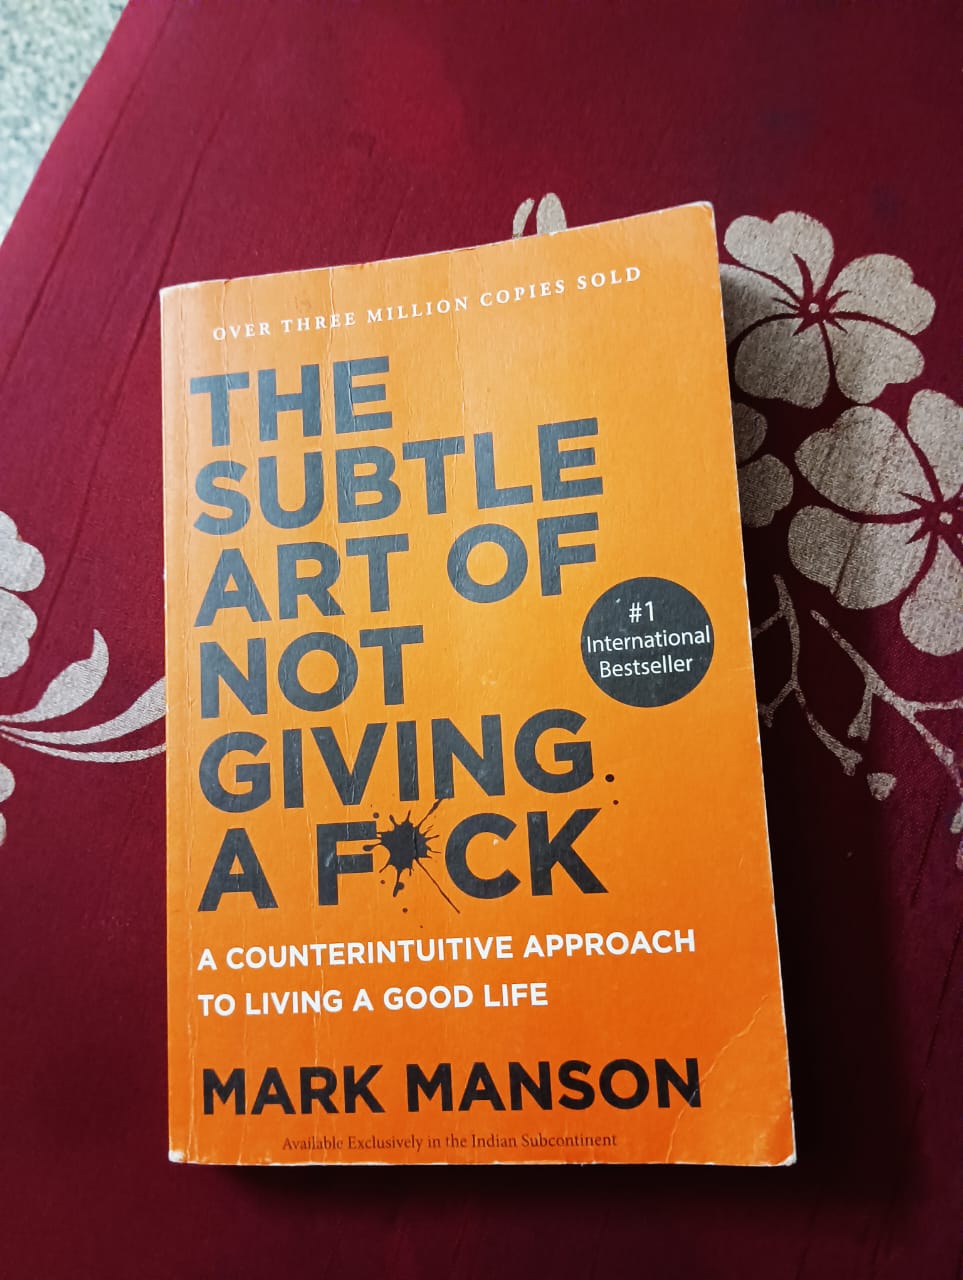 OVER THREE MILLION COPIES SOLD
THE
SUBTLE
ART OF
NOT
GIVING
A F*CK
#1
International
Bestseller
A COUNTERINTUITIVE APPROACH
TO LIVING A GOOD LIFE
MARK MANSON
Available Exclusively in the Indian Subcontinent